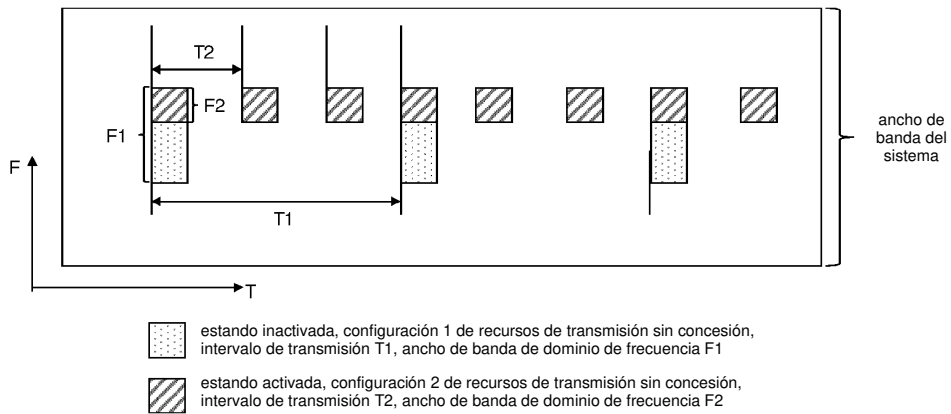 T2
F2
F1
T1
F
T
ancho de
banda del
sistema
estando inactivada, configuración 1 de recursos de transmisión sin concesión,
intervalo de transmisión T1, ancho de banda de dominio de frecuencia F1
estando activada, configuración 2 de recursos de transmisión sin concesión,
intervalo de transmisión T2, ancho de banda de dominio de frecuencia F2